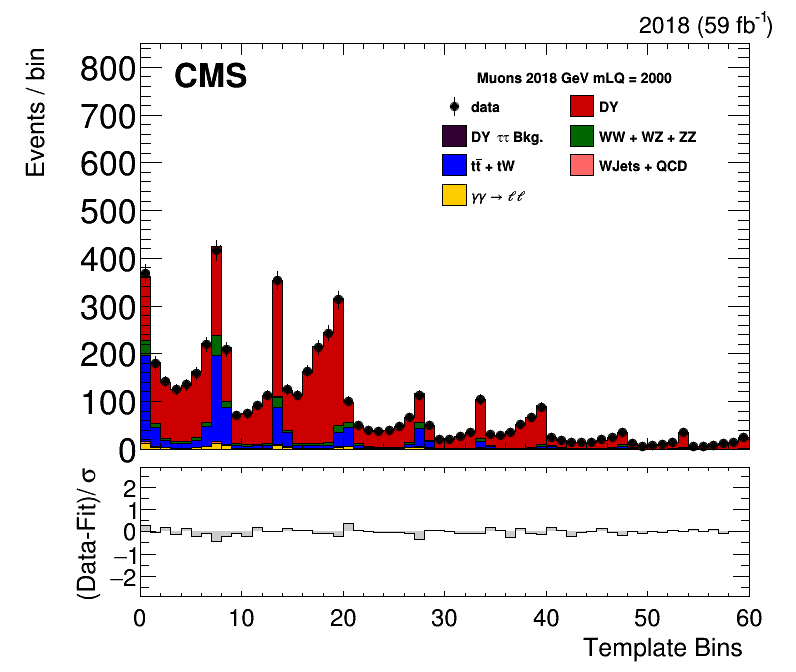 2018 (59 fb⁻¹)
Events / bin
CMS
Muons 2018 GeV mLQ = 2000
data
DY
DY ττ Bkg.
WW + WZ + ZZ
tt̄ + tW
WJets + QCD
γγ → ℓℓ
800
700
600
500
400
300
200
100
0
(Data-Fit)/ σ
2
1
0
−1
−2
0 10 20 30 40 50 60
Template Bins